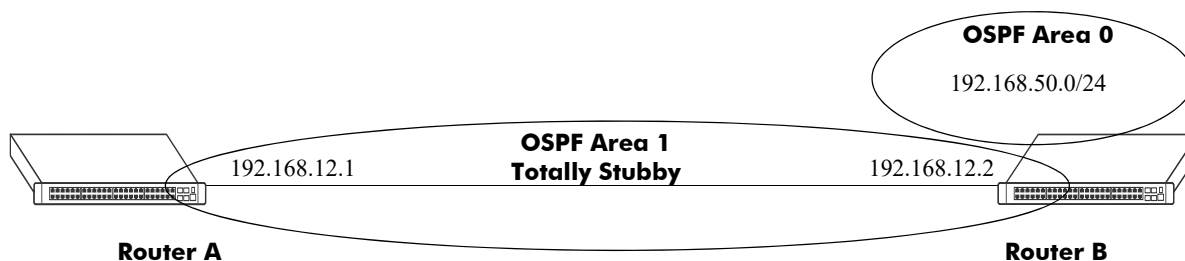 OSPF Area 0
192.168.50.0/24
OSPF Area 1
Totally Stubby
192.168.12.1
192.168.12.2
Router A
Router B